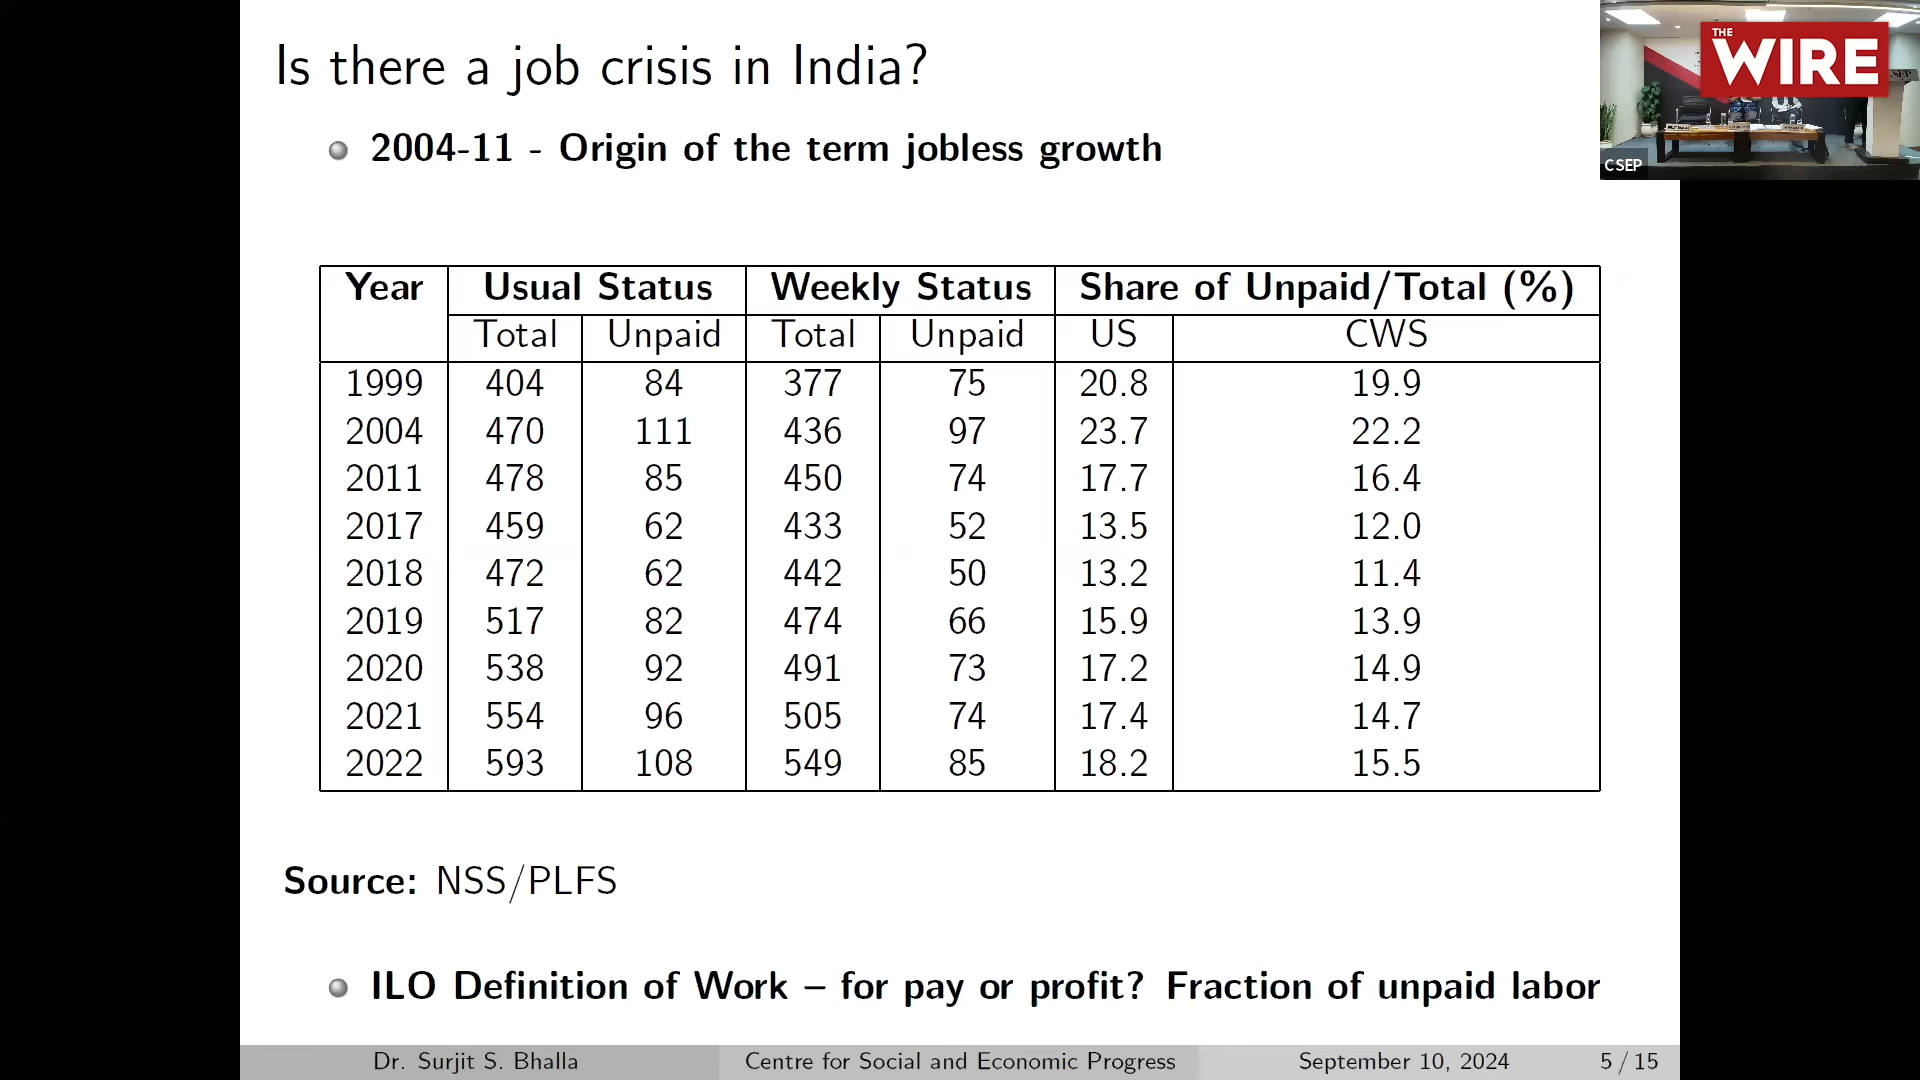 Is there a job crisis in India?
THE
WIRE
CSEP
2004-11 - Origin of the term jobless growth
Year Usual Status Weekly Status Share of Unpaid/Total (%)
Total Unpaid Total Unpaid US CWS
1999 404 84 377 75 20.8 19.9
2004 470 111 436 97 23.7 22.2
2011 478 85 450 74 17.7 16.4
2017 459 62 433 52 13.5 12.0
2018 472 62 442 50 13.2 11.4
2019 517 82 474 66 15.9 13.9
2020 538 92 491 73 17.2 14.9
2021 554 96 505 74 17.4 14.7
2022 593 108 549 85 18.2 15.5
Source: NSS/PLFS
ILO Definition of Work – for pay or profit? Fraction of unpaid labor
Dr. Surjit S. Bhalla Centre for Social and Economic Progress September 10, 2024 5 / 15